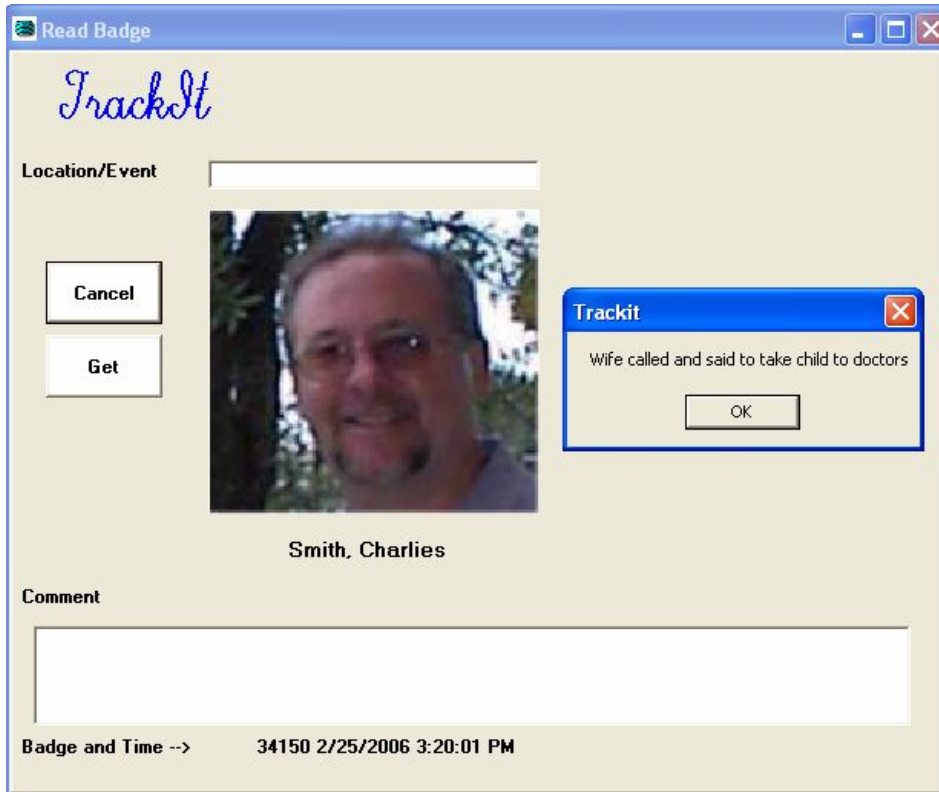 Read Badge
TrackIt
Location/Event
Cancel
Get
Trackit
Wife called and said to take child to doctors
OK
Smith, Charlies
Comment
Badge and Time --> 34150 2/25/2006 3:20:01 PM